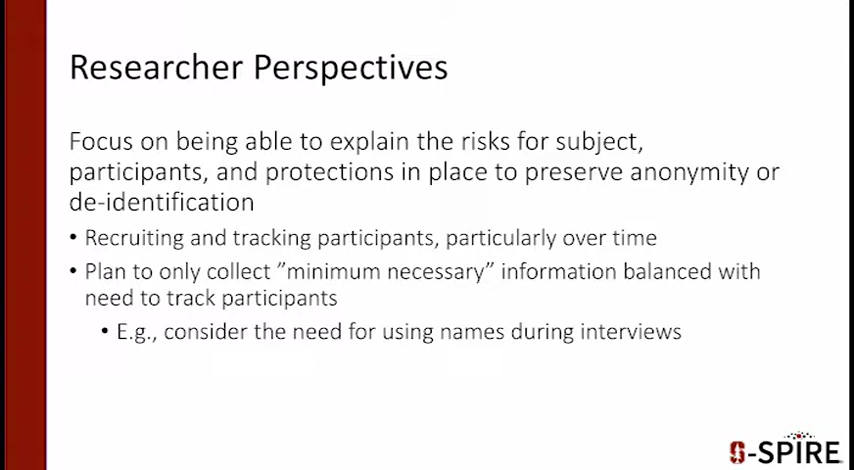 Researcher Perspectives
Focus on being able to explain the risks for subject,
participants, and protections in place to preserve anonymity or
de-identification
• Recruiting and tracking participants, particularly over time
• Plan to only collect ”minimum necessary” information balanced with
need to track participants
• E.g., consider the need for using names during interviews
S-SPIRE